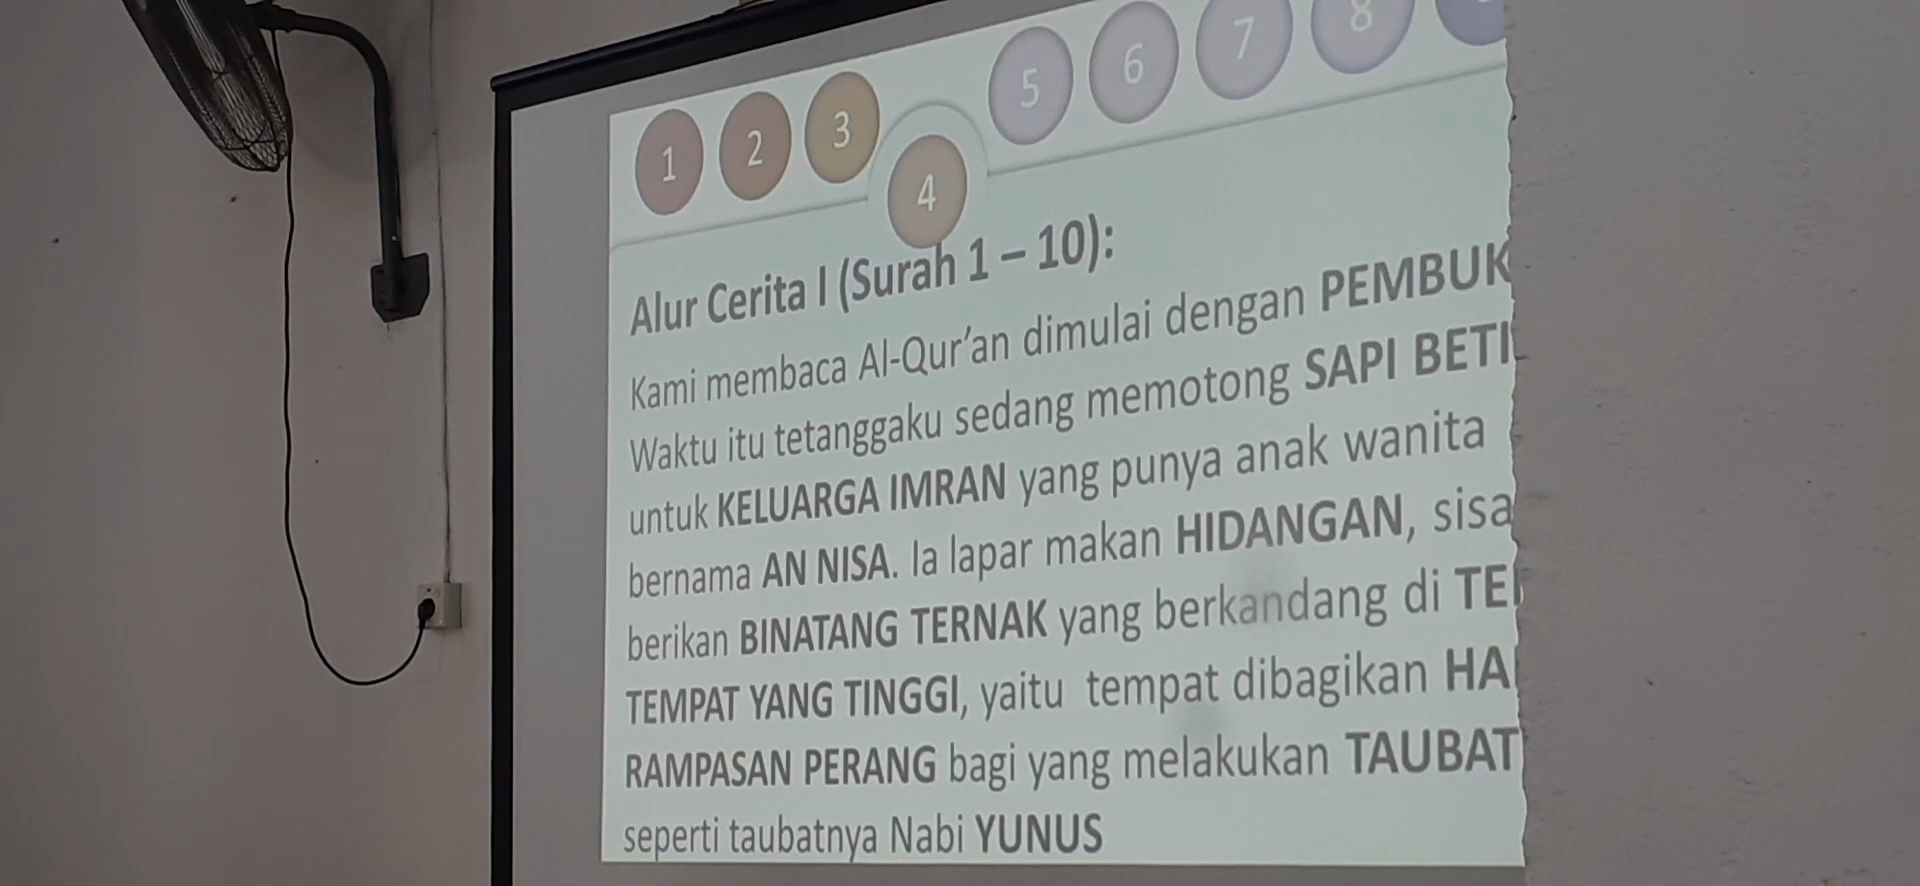 1 2 3 4 5 6 7 8
Alur Cerita I (Surah 1 – 10):
Kami membaca Al-Qur’an dimulai dengan
Waktu itu tetanggaku sedang memotong SAPI
untuk KELUARGA IMRAN yang punya anak wanita
bernama AN NISA. Ia lapar makan HIDANGAN, sisa
berikan BINATANG TERNAK yang berkandang di
TEMPAT YANG TINGGI, yaitu tempat dibagikan
RAMPASAN PERANG bagi yang melakukan TAUBAT
seperti taubatnya Nabi YUNUS